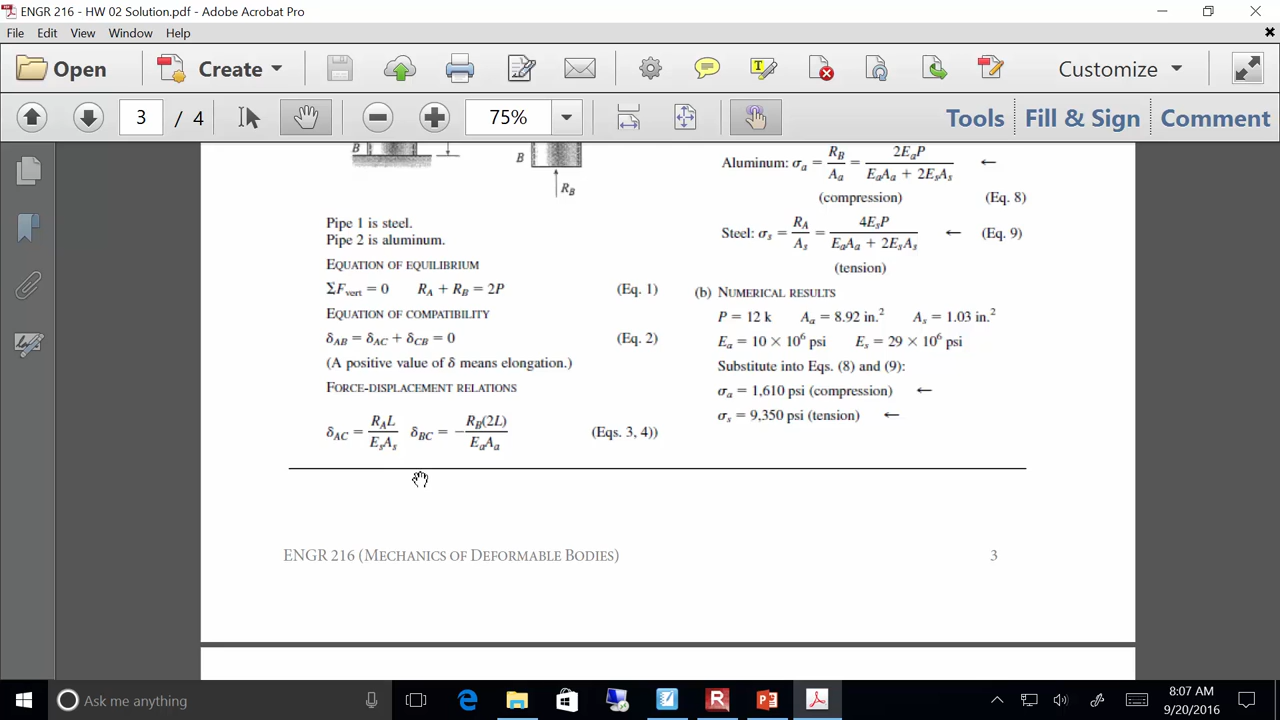 ENGR 216 - HW 02 Solution.pdf - Adobe Acrobat Pro
File Edit View Window Help
Open Create Customize
3 / 4 75% Tools Fill & Sign Comment
B
B
R_B
Pipe 1 is steel.
Pipe 2 is aluminum.
EQUATION OF EQUILIBRIUM
ΣF_vert = 0 R_A + R_B = 2P (Eq. 1)
EQUATION OF COMPATIBILITY
δ_AB = δ_AC + δ_CB = 0 (Eq. 2)
(A positive value of δ means elongation.)
FORCE-DISPLACEMENT RELATIONS
δ_AC = R_A L / E_s A_s δ_BC = − R_B(2L) / E_a A_a (Eqs. 3, 4))
Aluminum: σ_a = R_B / A_a = 2E_a P / E_a A_a + 2E_s A_s ←
(compression) (Eq. 8)
Steel: σ_s = R_A / A_s = 4E_s P / E_a A_a + 2E_s A_s ← (Eq. 9)
(tension)
(b) NUMERICAL RESULTS
P = 12 k A_a = 8.92 in.² A_s = 1.03 in.²
E_a = 10 × 10⁶ psi E_s = 29 × 10⁶ psi
Substitute into Eqs. (8) and (9):
σ_a = 1,610 psi (compression) ←
σ_s = 9,350 psi (tension) ←
ENGR 216 (MECHANICS OF DEFORMABLE BODIES) 3
Ask me anything
8:07 AM
9/20/2016